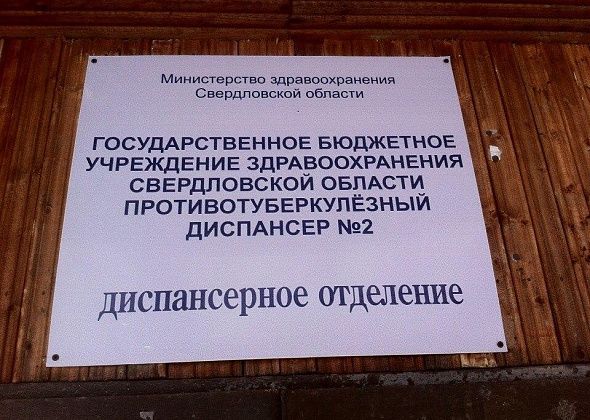 Министерство здравоохранения
Свердловской области
ГОСУДАРСТВЕННОЕ БЮДЖЕТНОЕ
УЧРЕЖДЕНИЕ ЗДРАВООХРАНЕНИЯ
СВЕРДЛОВСКОЙ ОБЛАСТИ
ПРОТИВОТУБЕРКУЛЁЗНЫЙ
ДИСПАНСЕР №2
диспансерное отделение